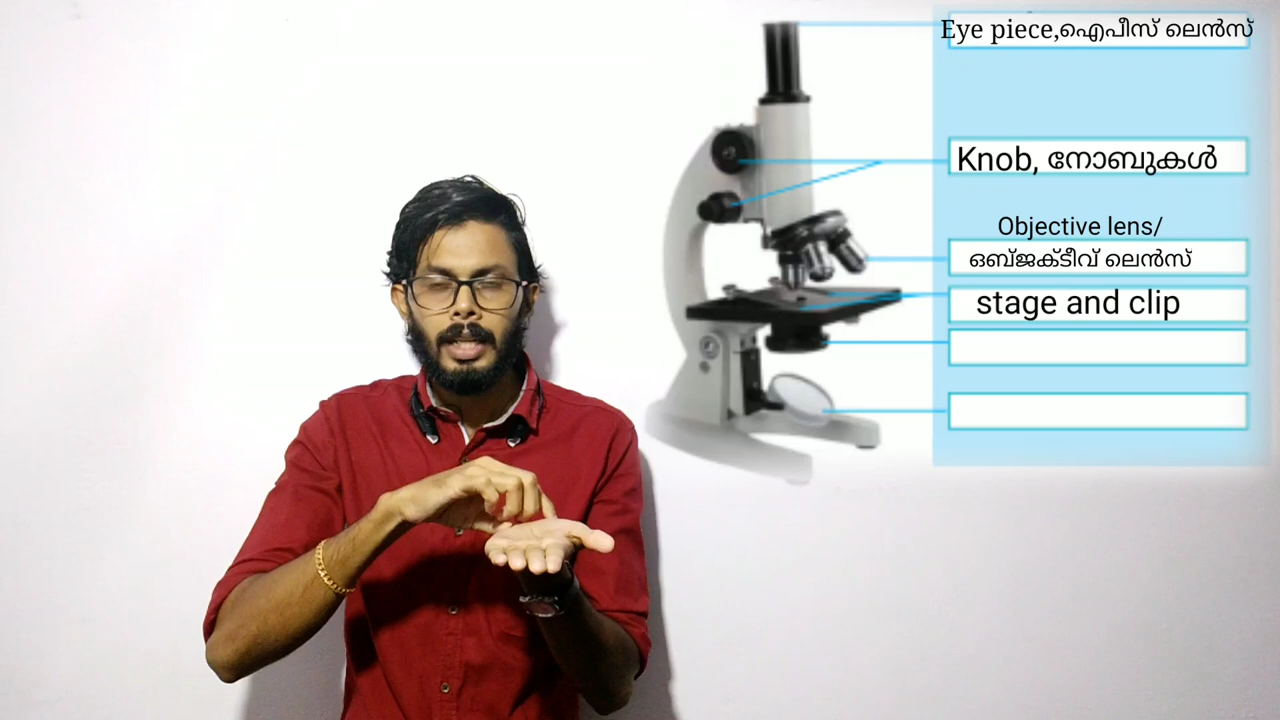 Eye piece,ഐപീസ് ലെൻസ്
Knob, നോബുകൾ
Objective lens/
ഒബ്ജക്ടീവ് ലെൻസ്
stage and clip